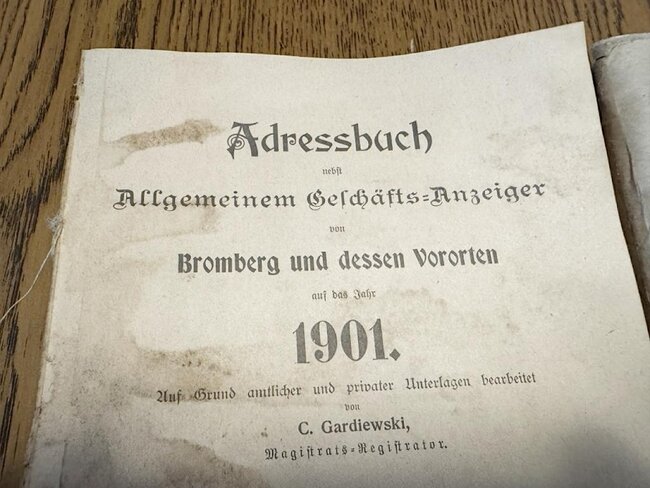 Adressbuch
nebst
Allgemeinem Geschäfts-Anzeiger
von
Bromberg und dessen Vororten
auf das Jahr
1901.
Auf Grund amtlicher und privater Unterlagen bearbeitet
von
C. Gardiewski,
Magistrats-Registrator.